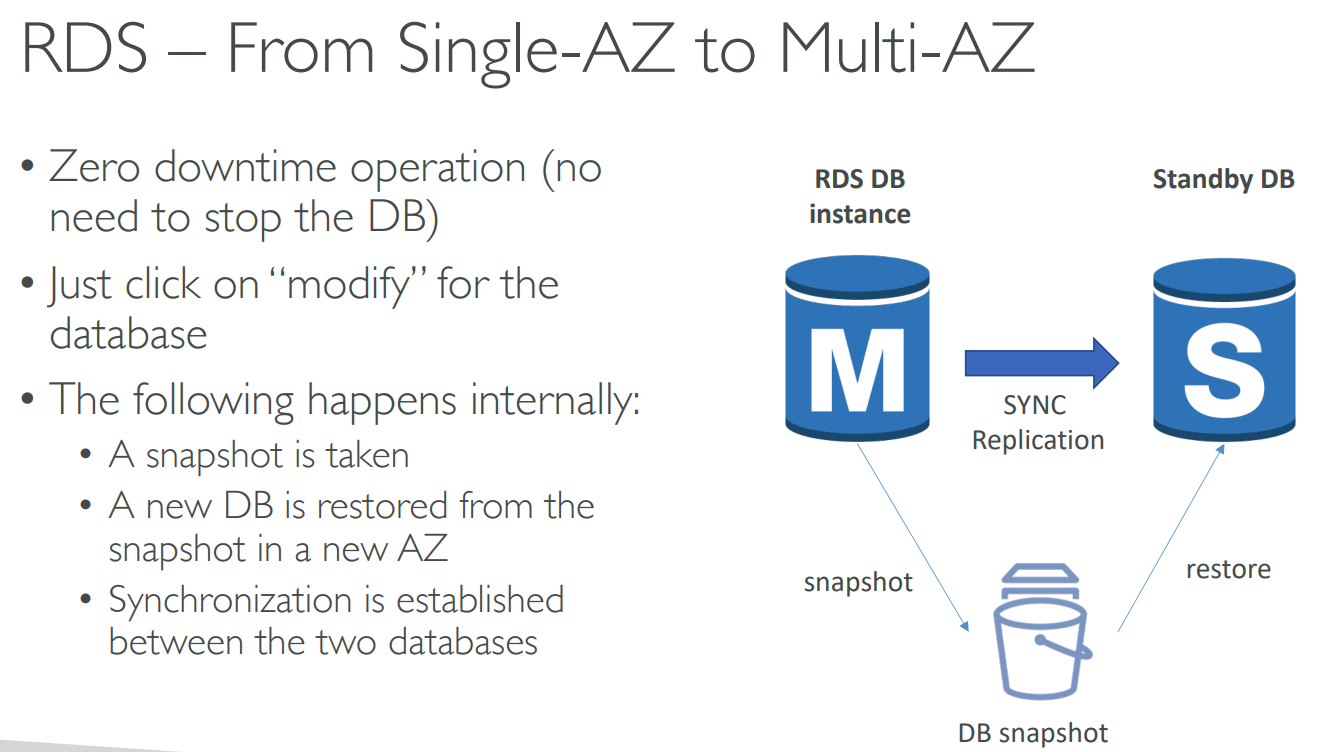 RDS – From Single-AZ to Multi-AZ
• Zero downtime operation (no
need to stop the DB)
• Just click on “modify” for the
database
• The following happens internally:
• A snapshot is taken
• A new DB is restored from the
snapshot in a new AZ
• Synchronization is established
between the two databases
RDS DB
instance
Standby DB
M
S
SYNC
Replication
snapshot
restore
DB snapshot